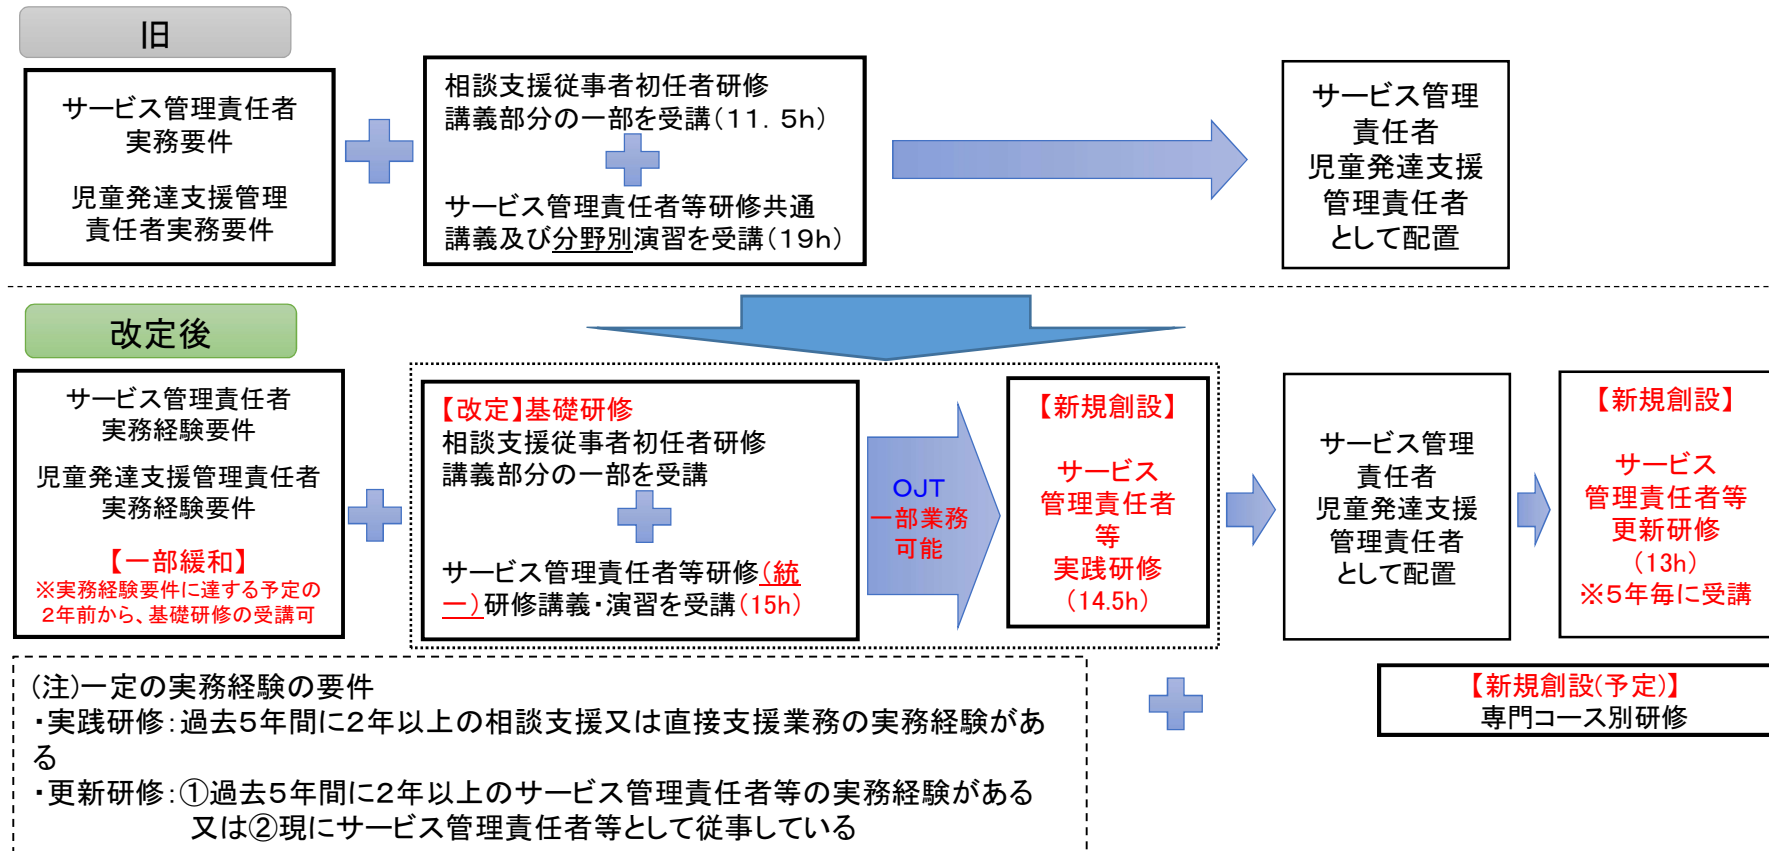 旧
サービス管理責任者
実務要件
児童発達支援管理
責任者実務要件
相談支援従事者初任者研修
講義部分の一部を受講(11．5h)
サービス管理責任者等研修共通
講義及び分野別演習を受講(19h)
サービス管理
責任者
児童発達支援
管理責任者
として配置
改定後
サービス管理責任者
実務経験要件
児童発達支援管理責任者
実務経験要件
【一部緩和】
※実務経験要件に達する予定の
2年前から、基礎研修の受講可
【改定】基礎研修
相談支援従事者初任者研修
講義部分の一部を受講
サービス管理責任者等研修(統
一)研修講義・演習を受講(15h)
OJT
一部業務
可能
【新規創設】
サービス
管理責任者
等
実践研修
(14.5h)
サービス管理
責任者
児童発達支援
管理責任者
として配置
【新規創設】
サービス
管理責任者等
更新研修
(13h)
※5年毎に受講
(注)一定の実務経験の要件
・実践研修：過去5年間に2年以上の相談支援又は直接支援業務の実務経験があ
る
・更新研修：①過去5年間に2年以上のサービス管理責任者等の実務経験がある
又は②現にサービス管理責任者等として従事している
【新規創設(予定)】
専門コース別研修